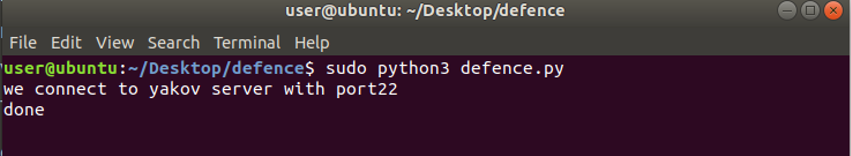 user@ubuntu: ~/Desktop/defence
File Edit View Search Terminal Help
user@ubuntu:~/Desktop/defence$ sudo python3 defence.py
we connect to yakov server with port22
done